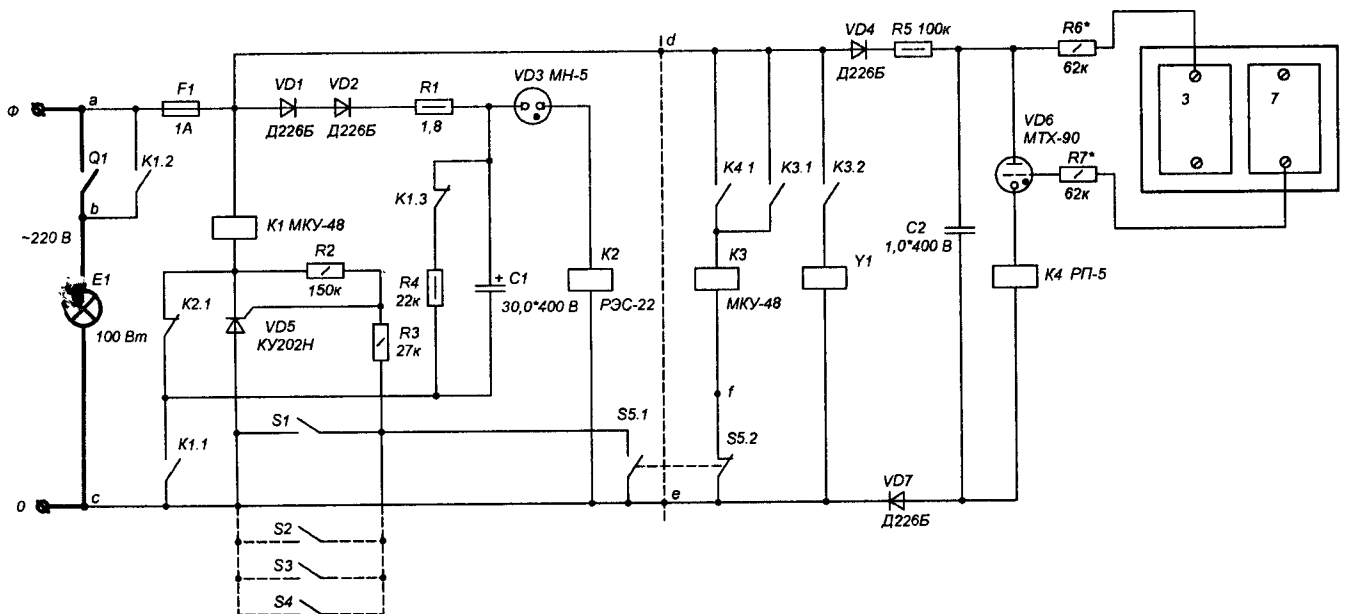 d
VD4
Д226Б
R5 100к
R6*
62к
VD1
Д226Б
VD2
Д226Б
R1
1,8
VD3 МН-5
3
7
Ф
a
F1
1А
VD6
МТХ-90
R7*
62к
Q1
K1.2
K1.3
K4 1
K3.1
K3.2
b
~220 В
K1 МКУ-48
R2
150к
C2
1,0*400 В
E1
100 Вт
K2.1
R4
22к
+ C1
30,0*400 В
K2
РЭС-22
K3
МКУ-48
Y1
K4 РП-5
VD5
КУ202Н
R3
27к
f
S1
S5.1
S5.2
K1.1
0
c
e
VD7
Д226Б
S2
S3
S4